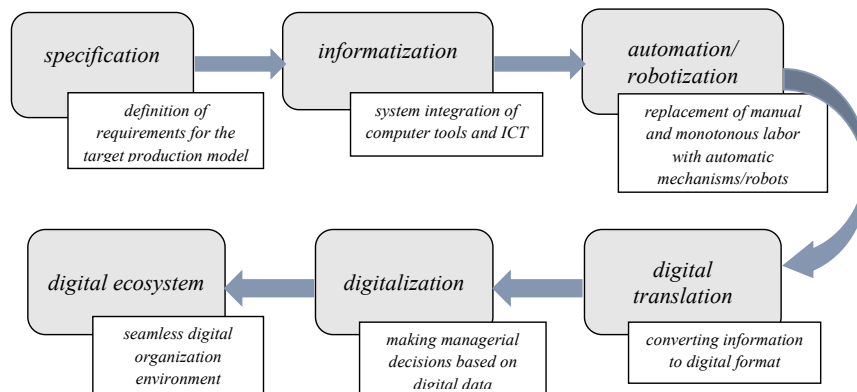 specification
definition of
requirements for the
target production model
informatization
system integration of
computer tools and ICT
automation/
robotization
replacement of manual
and monotonous labor
with automatic
mechanisms/robots
digital
translation
converting information
to digital format
digitalization
making managerial
decisions based on
digital data
digital ecosystem
seamless digital
organization
environment